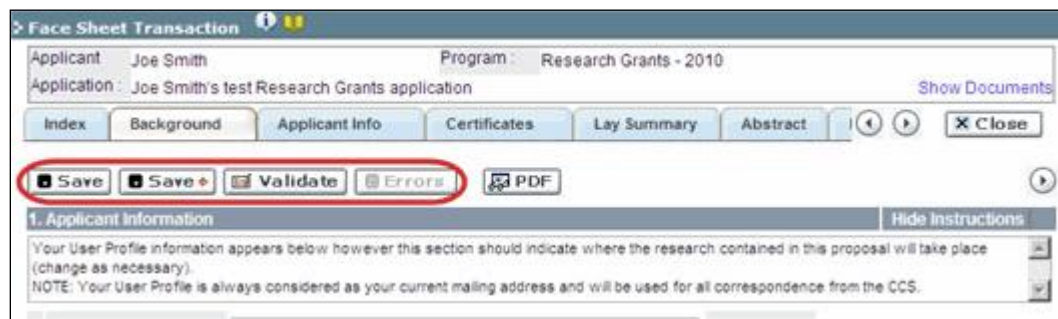 Face Sheet Transaction
Applicant Joe Smith Program : Research Grants - 2010
Application : Joe Smith's test Research Grants application Show Documents
Index Background Applicant Info Certificates Lay Summary Abstract Close
Save Save Validate Errors PDF
1. Applicant Information Hide Instructions
Your User Profile information appears below however this section should indicate where the research contained in this proposal will take place
(change as necessary).
NOTE: Your User Profile is always considered as your current mailing address and will be used for all correspondence from the CCS.